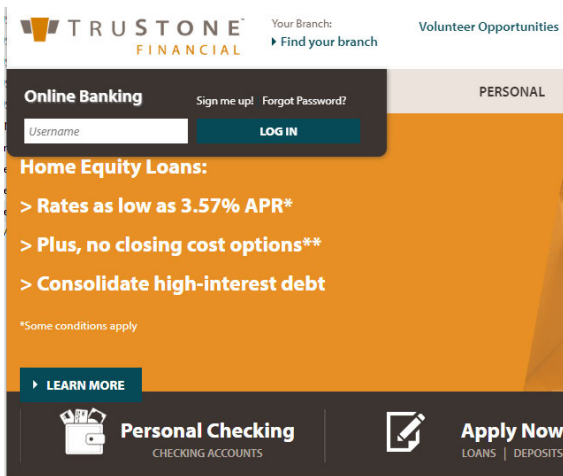 TRUSTONE
FINANCIAL
Your Branch:
Find your branch
Volunteer Opportunities
Online Banking
Sign me up! Forgot Password?
PERSONAL
Username
LOG IN
Home Equity Loans:
> Rates as low as 3.57% APR*
> Plus, no closing cost options**
> Consolidate high-interest debt
*Some conditions apply
LEARN MORE
Personal Checking
CHECKING ACCOUNTS
Apply Now
LOANS | DEPOSITS